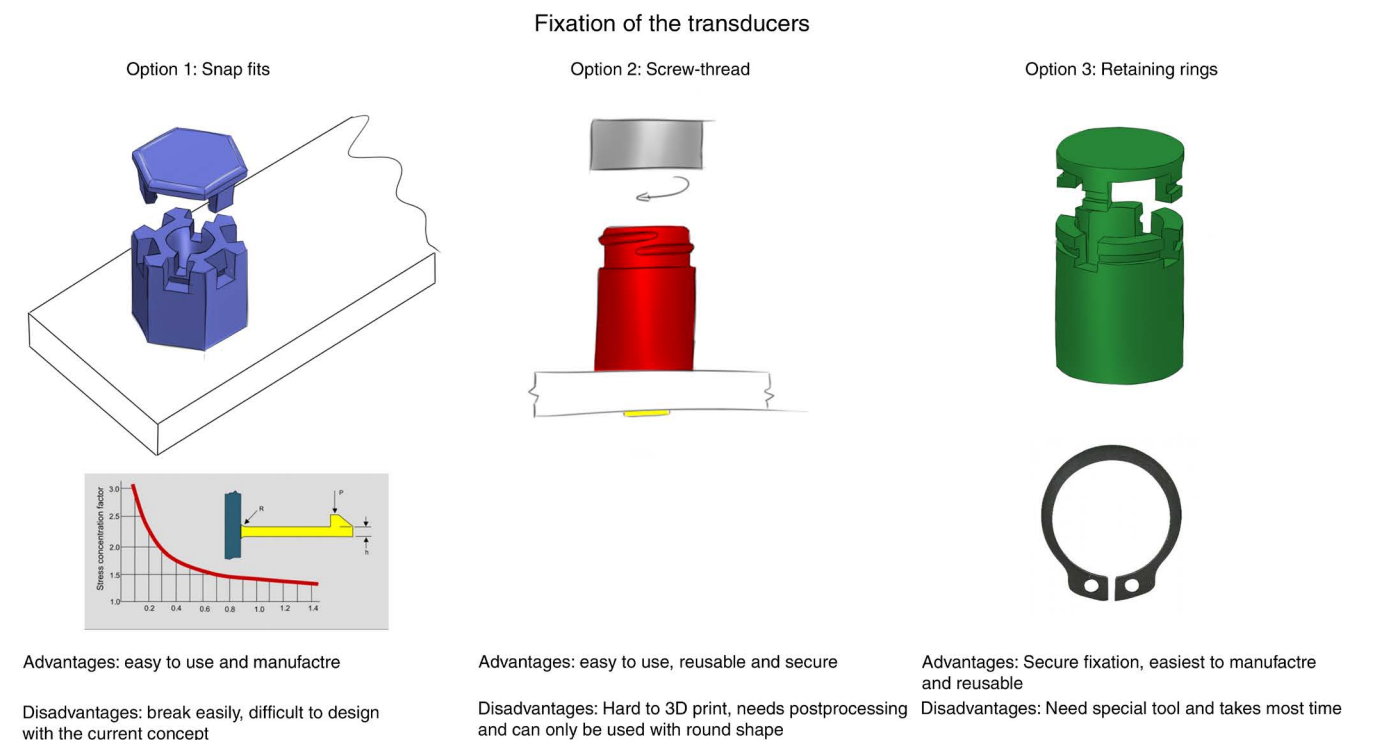 Fixation of the transducers
Option 1: Snap fits
Option 2: Screw-thread
Option 3: Retaining rings
Stress concentration factor
3.0
2.5
2.0
1.5
1.0
0.2 0.4 0.6 0.8 1.0 1.2 1.4
R
P
h
Advantages: easy to use and manufactre
Disadvantages: break easily, difficult to design
with the current concept
Advantages: easy to use, reusable and secure
Disadvantages: Hard to 3D print, needs postprocessing
and can only be used with round shape
Advantages: Secure fixation, easiest to manufactre
and reusable
Disadvantages: Need special tool and takes most time